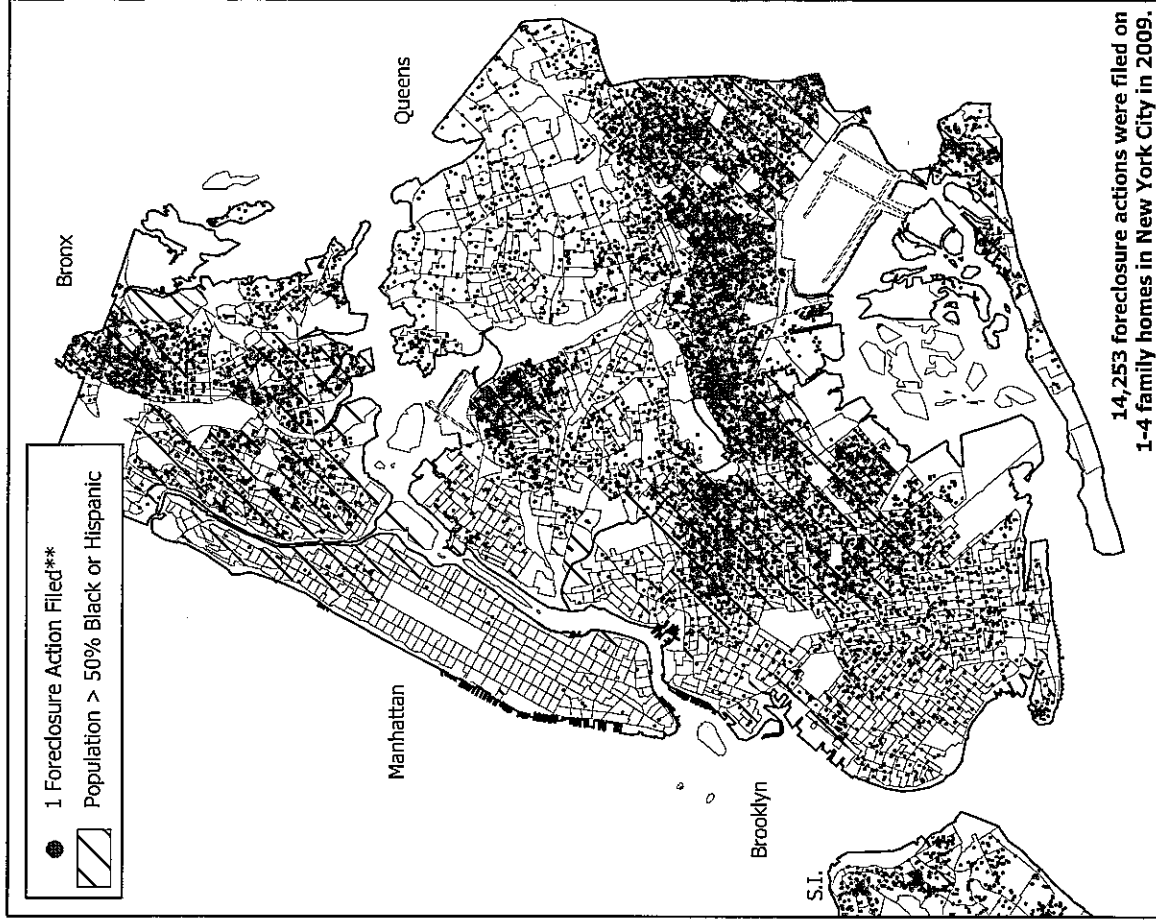 1 Foreclosure Action Filed**
Population > 50% Black or Hispanic
Bronx
Manhattan
Queens
Brooklyn
S.I.
14,253 foreclosure actions were filed on
1-4 family homes in New York City in 2009.